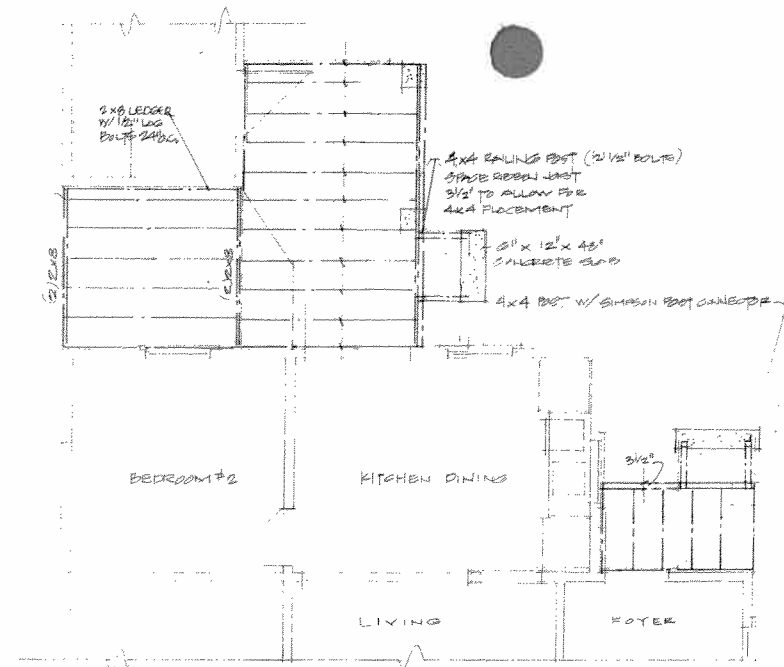 2x8 LEDGER
W/ 1/2" LAG
BOLTS 24" O.C.
4x4 RAILING POST (2 1/2" BOLTS)
SPACE RIBBON JOIST
3 1/2" TO ALLOW FOR
4x4 PLACEMENT
6" x 12" x 48"
CONCRETE SLAB
(2) 2x8
(2) 2x8
4x4 POST W/ SIMPSON POST CONNECTOR
3 1/2"
BEDROOM #2
KITCHEN DINING
LIVING
FOYER